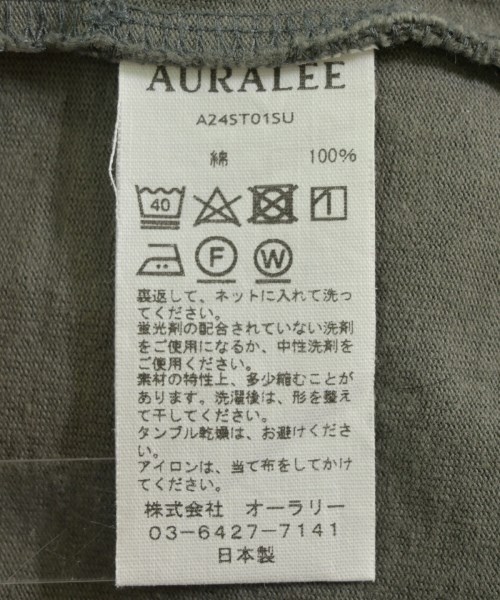 AURALEE
A24ST01SU
綿 100%
40 1
F W
裏返して、ネットに入れて洗っ
てください。
蛍光剤の配合されていない洗剤
をご使用になるか、中性洗剤を
ご使用ください。
素材の特性上、多少縮むことが
あります。洗濯後は、形を整え
て干してください。
タンブル乾燥は、お避けくださ
い。
アイロンは、当て布をしてかけ
てください。
株式会社 オーラリー
03-6427-7141
日本製